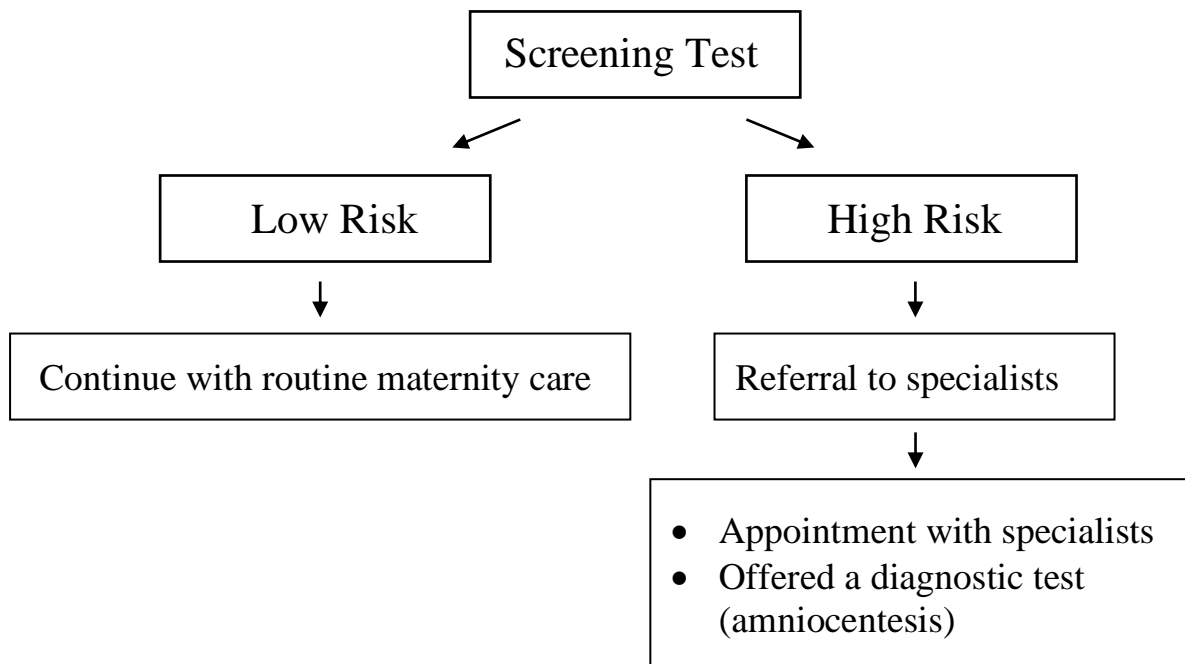 Screening Test
Low Risk
High Risk
Continue with routine maternity care
Referral to specialists
• Appointment with specialists
• Offered a diagnostic test
(amniocentesis)